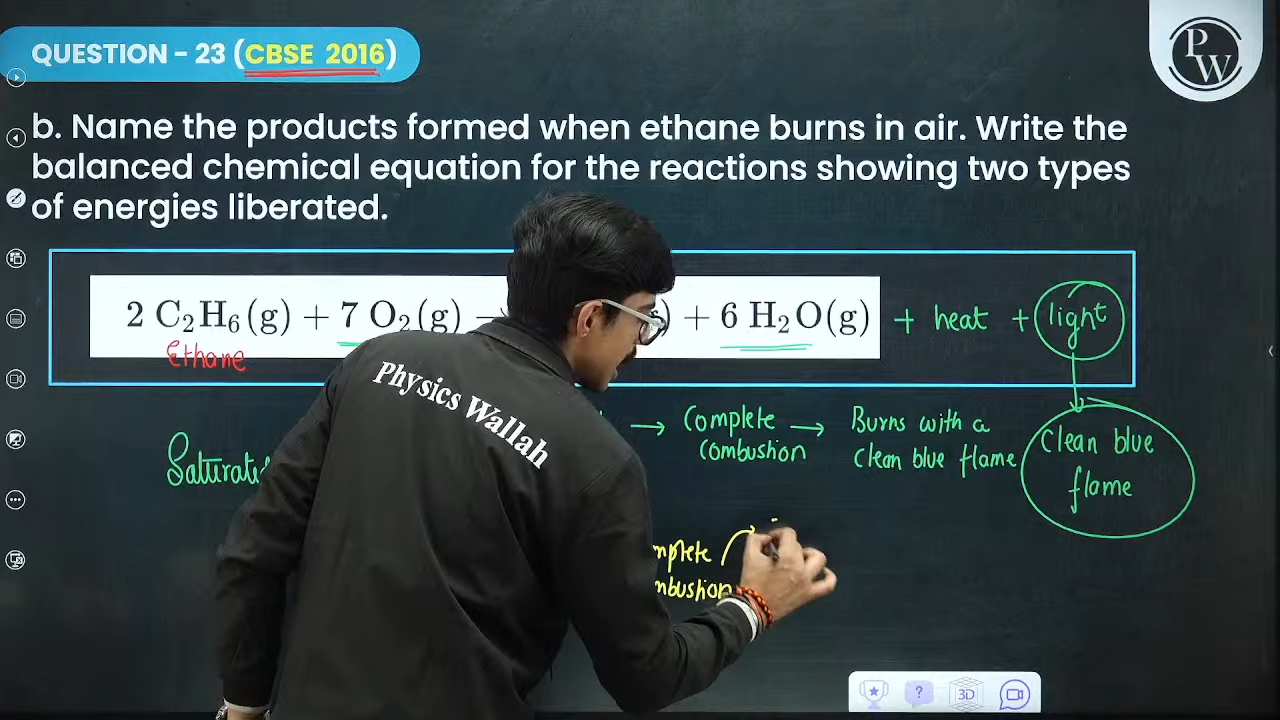 QUESTION - 23 (CBSE 2016)
PW
b. Name the products formed when ethane burns in air. Write the
balanced chemical equation for the reactions showing two types
of energies liberated.
2 C₂H₆(g) + 7 O₂(g) ) + 6 H₂O(g) + heat + light
Ethane
Physics Wallah
→ Complete → Burns with a Clean blue
combustion clean blue flame flame
Saturate
mplete
mbustion
?
3D